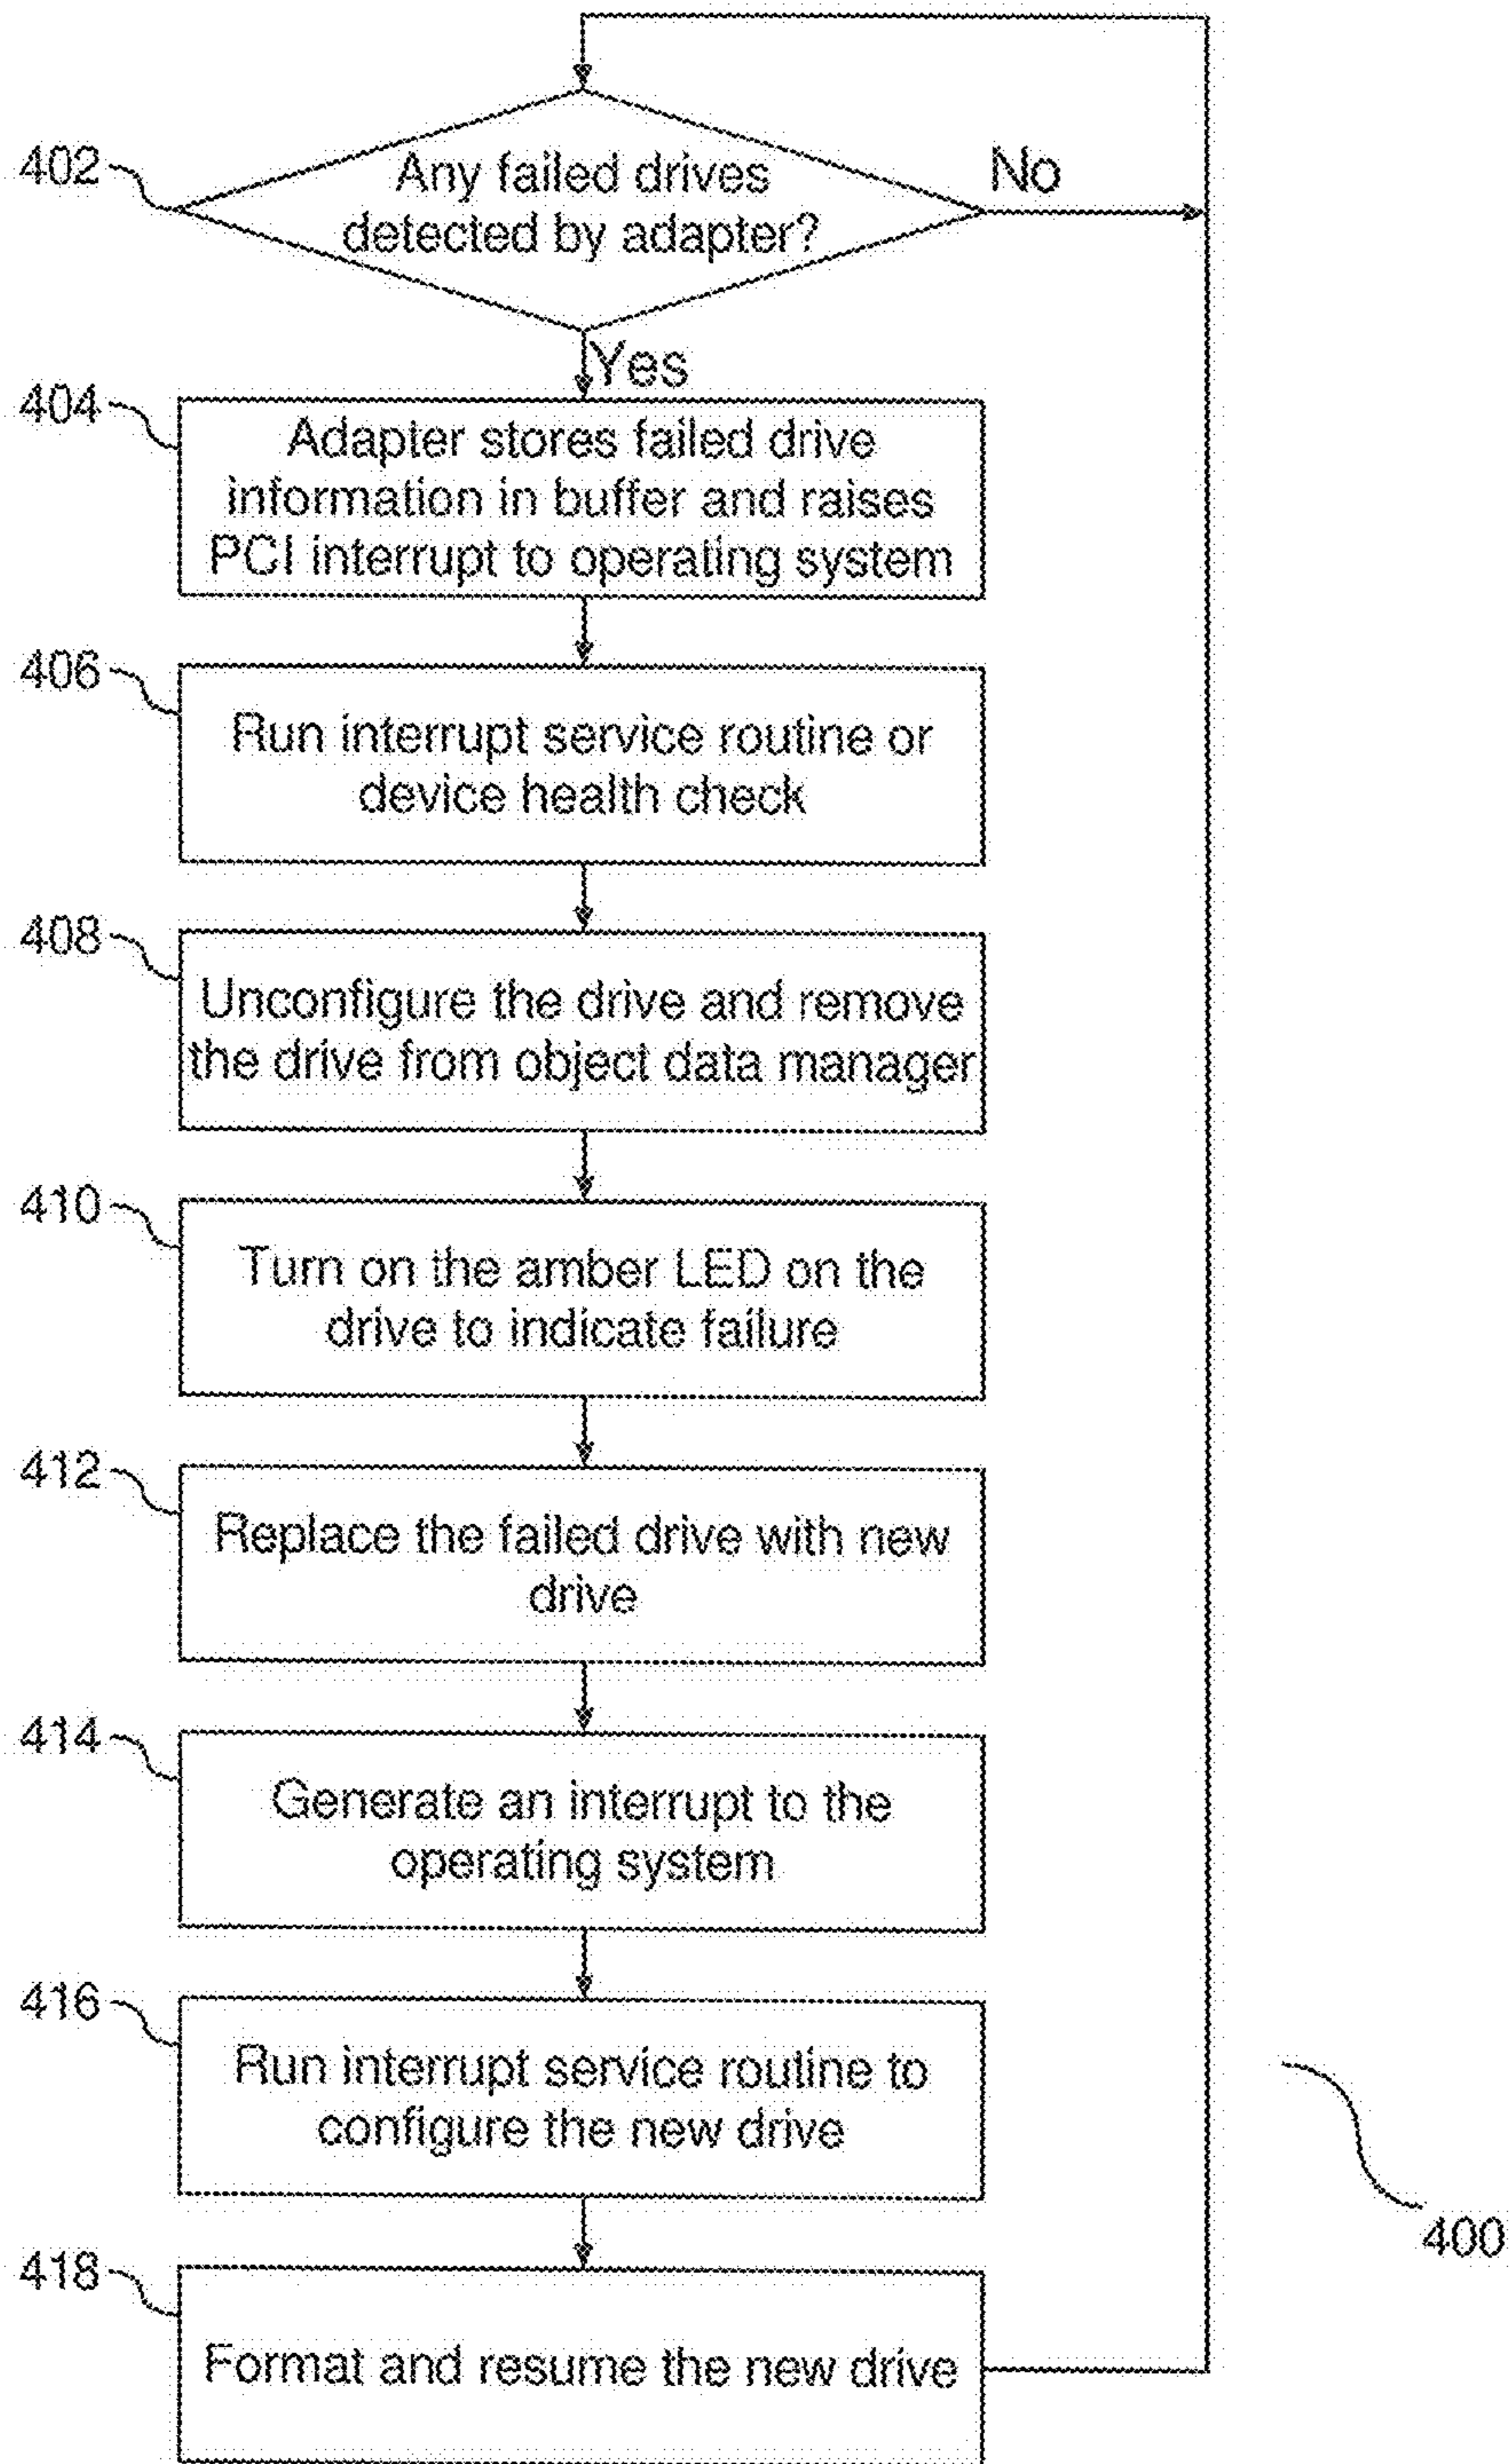 402
Any failed drives
detected by adapter?
No
Yes
404
Adapter stores failed drive
information in buffer and raises
PCI interrupt to operating system
406
Run interrupt service routine or
device health check
408
Unconfigure the drive and remove
the drive from object data manager
410
Turn on the amber LED on the
drive to indicate failure
412
Replace the failed drive with new
drive
414
Generate an interrupt to the
operating system
416
Run interrupt service routine to
configure the new drive
400
418
Format and resume the new drive